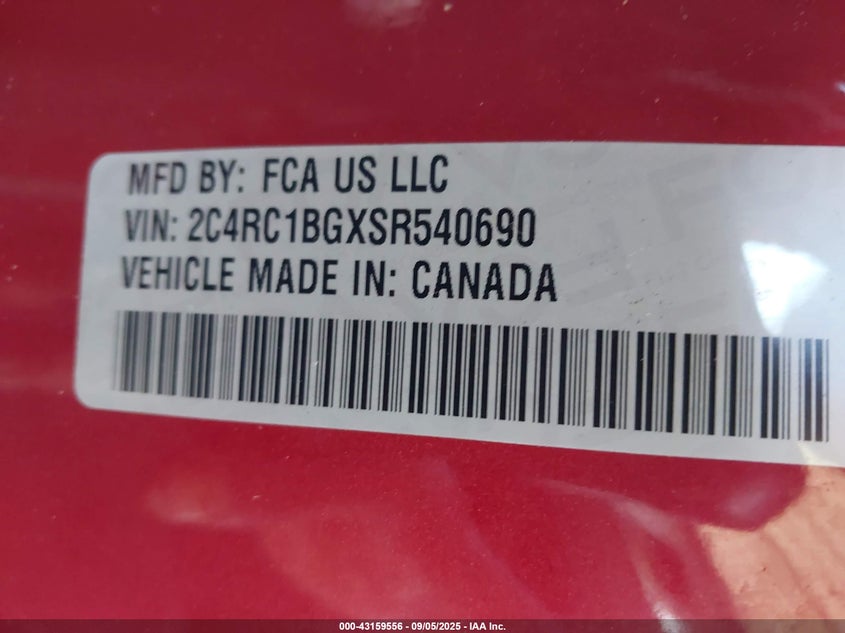 MFD BY: FCA US LLC
VIN: 2C4RC1BGXSR540690
VEHICLE MADE IN: CANADA
000-43159556 - 09/05/2025 - IAA Inc.